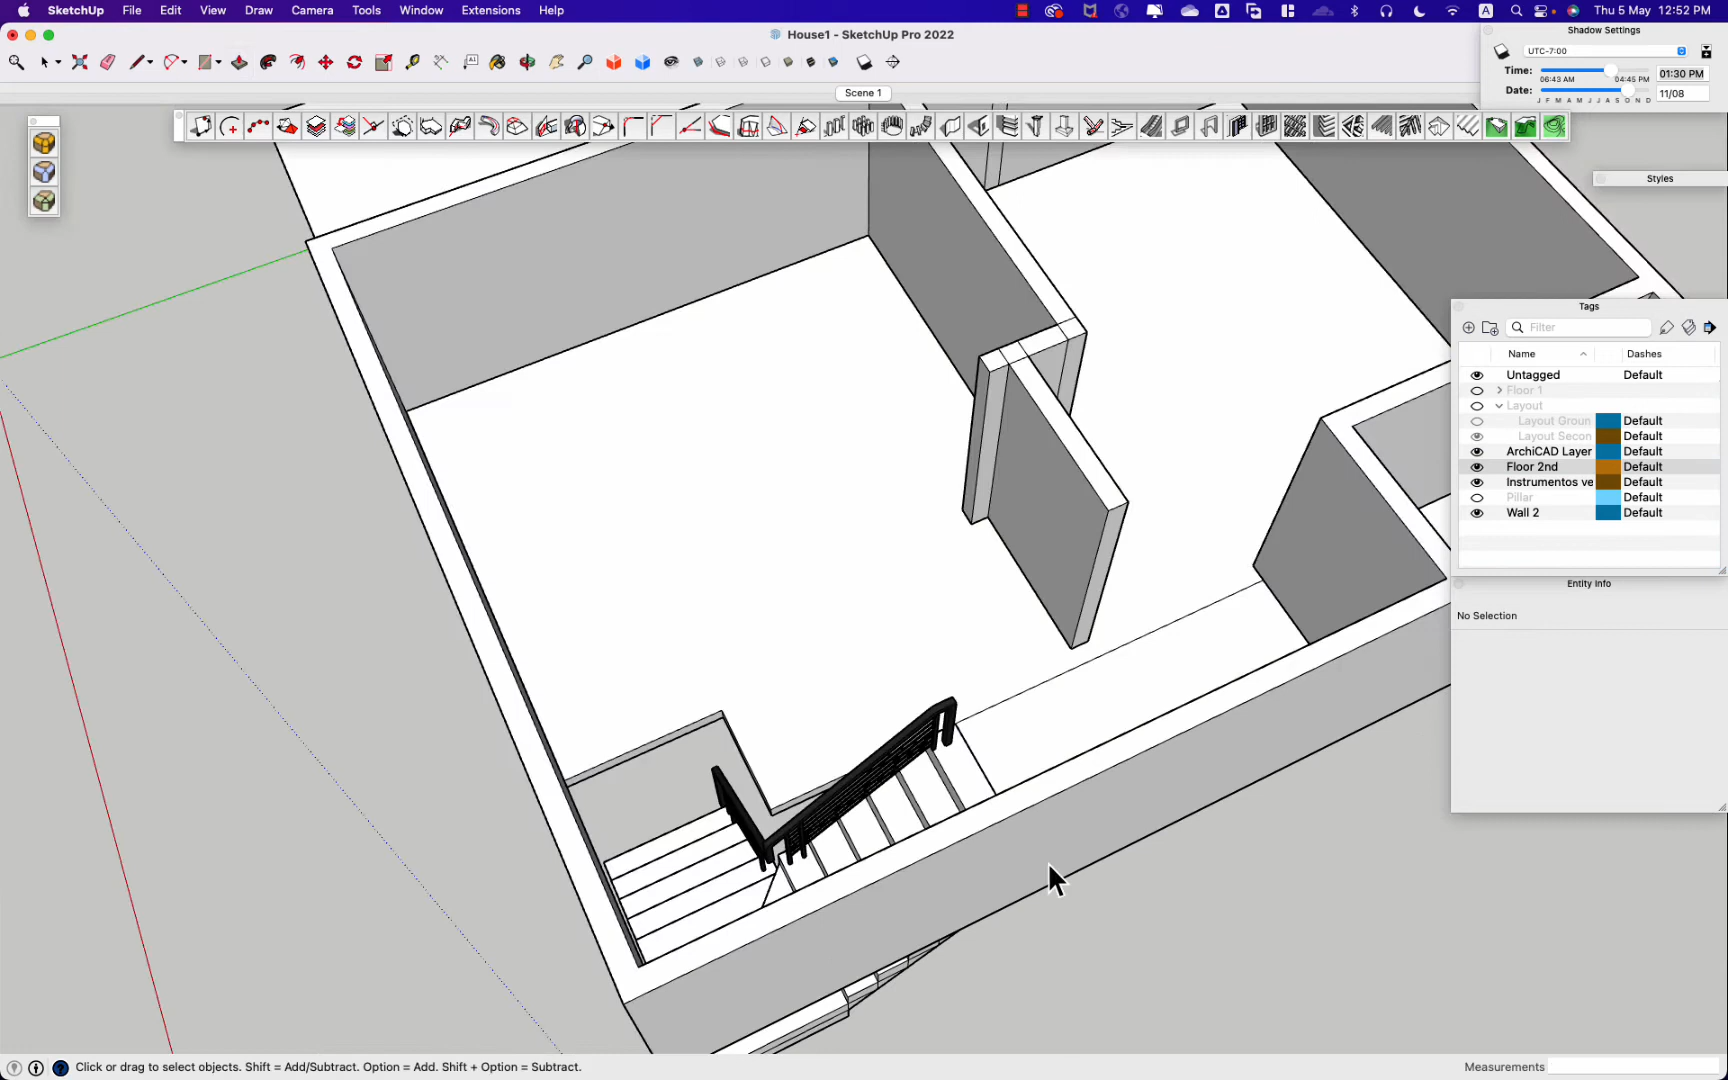 SketchUp File Edit View Draw Camera Tools Window Extensions Help
A Thu 5 May 12:52 PM
House1 - SketchUp Pro 2022
Shadow Settings
UTC-7:00
Time: 06:43 AM 04:45 PM 01:30 PM
Date: J F M A M J J A S O N D 11/08
Scene 1
Styles
Tags
Filter
Name Dashes
Untagged Default
Floor 1
Layout
Layout Groun Default
Layout Secon Default
ArchiCAD Layer Default
Floor 2nd Default
Instrumentos ve Default
Pillar Default
Wall 2 Default
Entity Info
No Selection
Click or drag to select objects. Shift = Add/Subtract. Option = Add. Shift + Option = Subtract.
Measurements